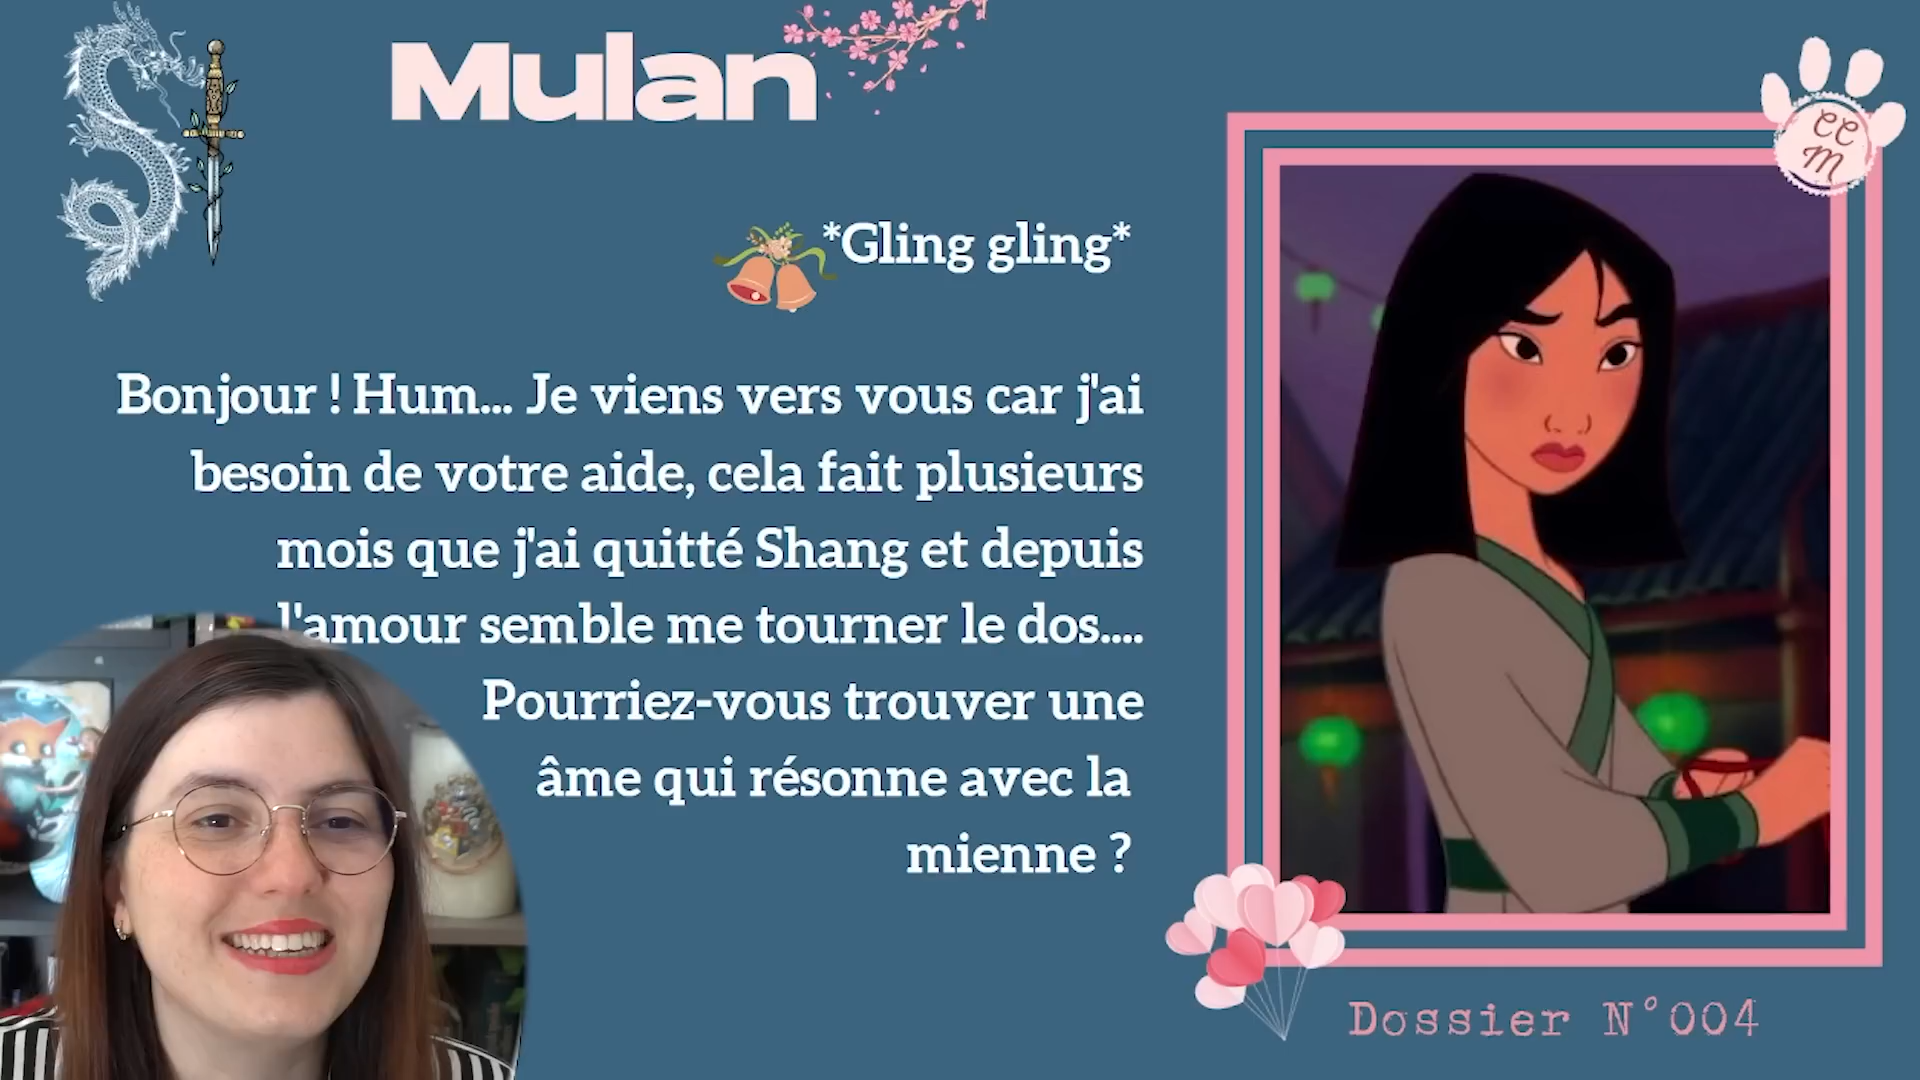 Mulan
*Gling gling*
Bonjour ! Hum... Je viens vers vous car j'ai
besoin de votre aide, cela fait plusieurs
mois que j'ai quitté Shang et depuis
l'amour semble me tourner le dos....
Pourriez-vous trouver une
âme qui résonne avec la
mienne ?
ee
m
Dossier N°004